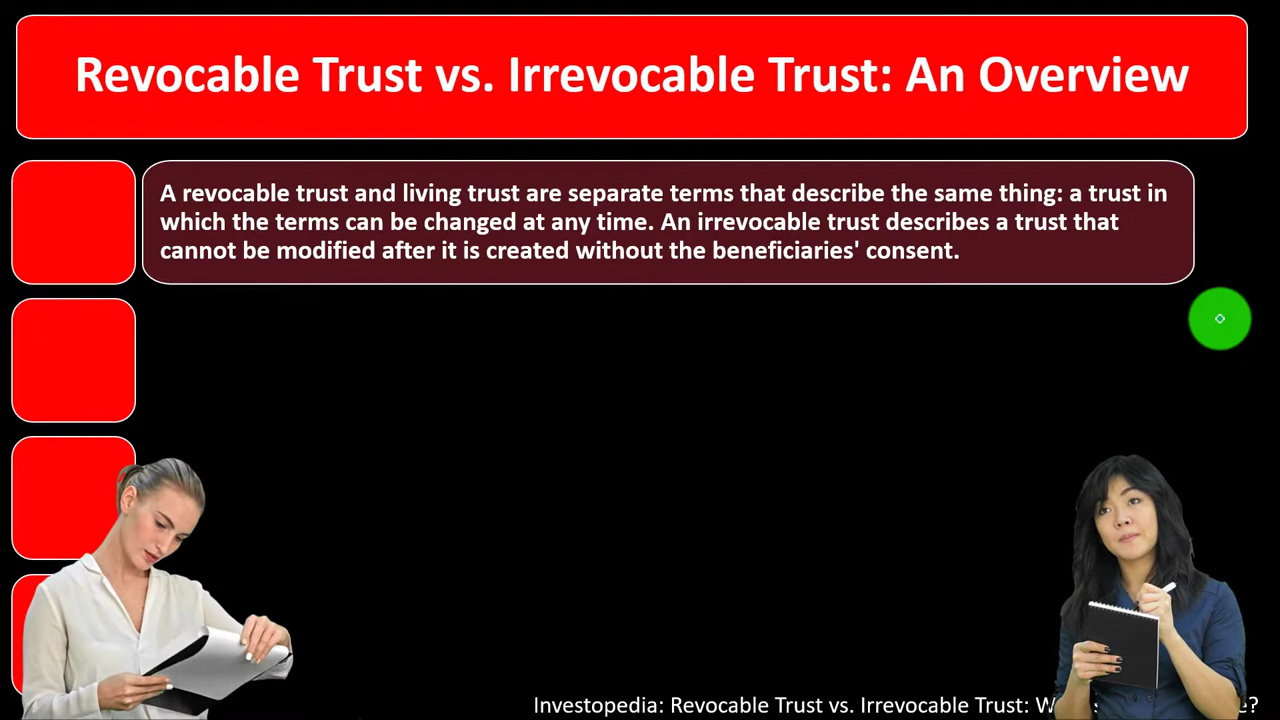 Revocable Trust vs. Irrevocable Trust: An Overview
A revocable trust and living trust are separate terms that describe the same thing: a trust in
which the terms can be changed at any time. An irrevocable trust describes a trust that
cannot be modified after it is created without the beneficiaries' consent.
Investopedia: Revocable Trust vs. Irrevocable Trust: